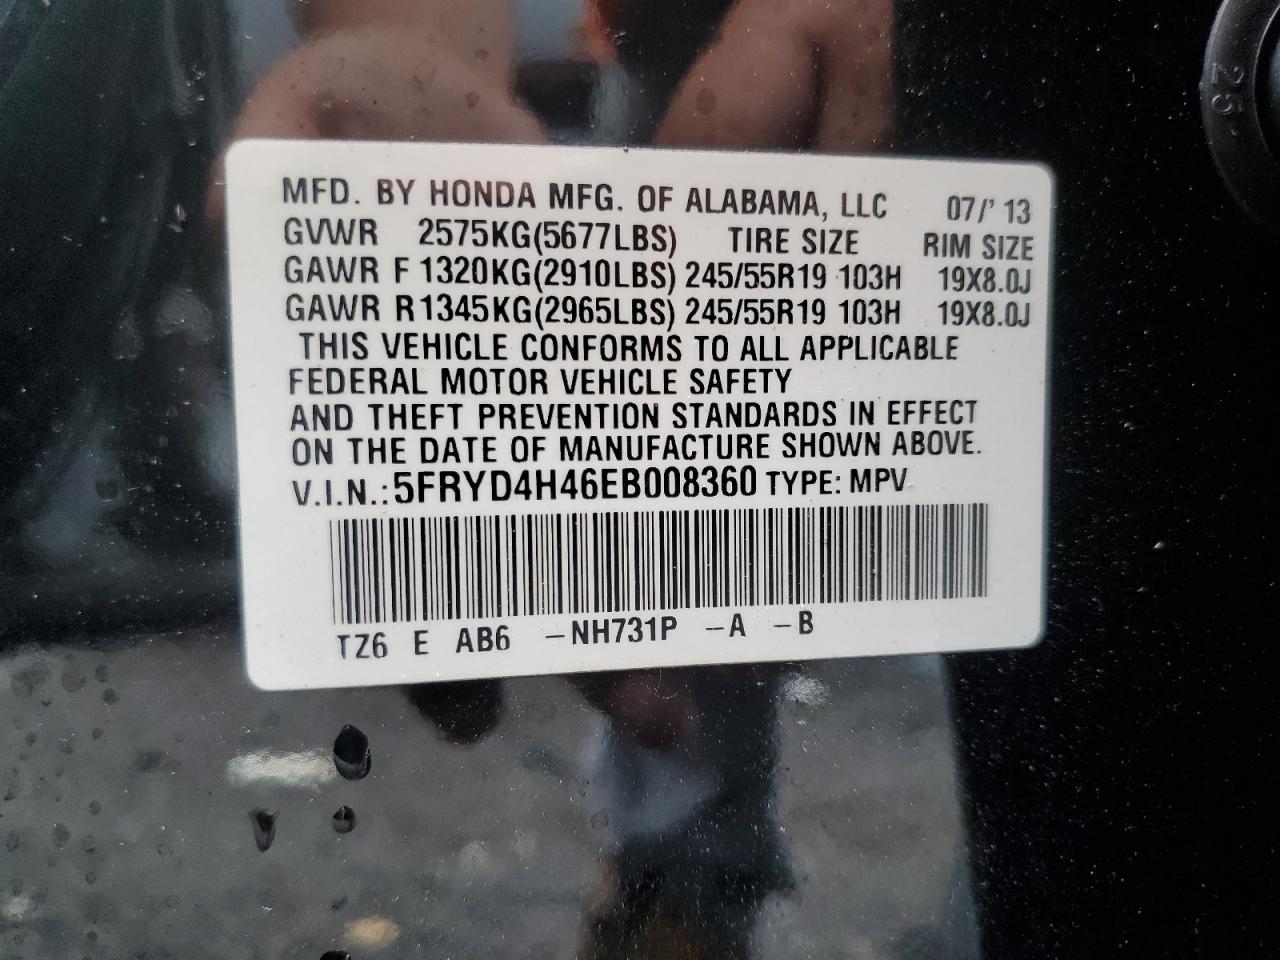 MFD. BY HONDA MFG. OF ALABAMA, LLC 07/' 13
GVWR 2575KG(5677LBS) TIRE SIZE RIM SIZE
GAWR F 1320KG(2910LBS) 245/55R19 103H 19X8.0J
GAWR R 1345KG(2965LBS) 245/55R19 103H 19X8.0J
THIS VEHICLE CONFORMS TO ALL APPLICABLE
FEDERAL MOTOR VEHICLE SAFETY
AND THEFT PREVENTION STANDARDS IN EFFECT
ON THE DATE OF MANUFACTURE SHOWN ABOVE.
V.I.N.: 5FRYD4H46EB008360 TYPE: MPV
TZ6 E AB6 -NH731P -A -B
25